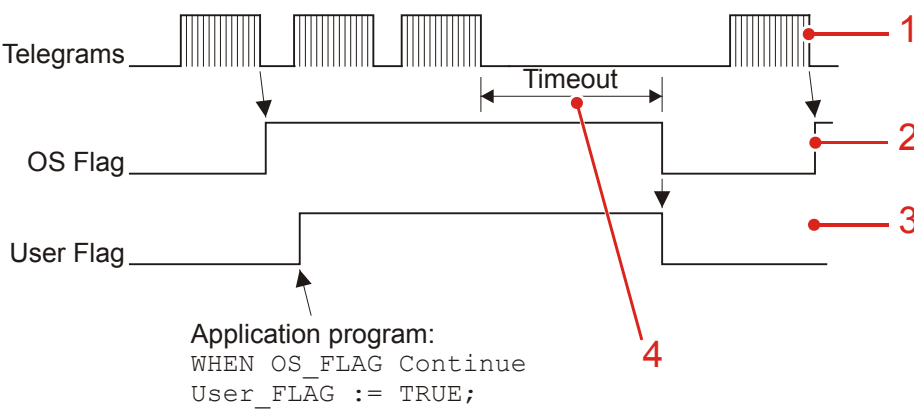 1
Telegrams
Timeout
2
OS Flag
3
User Flag
Application program:
4
WHEN OS_FLAG Continue
User_FLAG := TRUE;